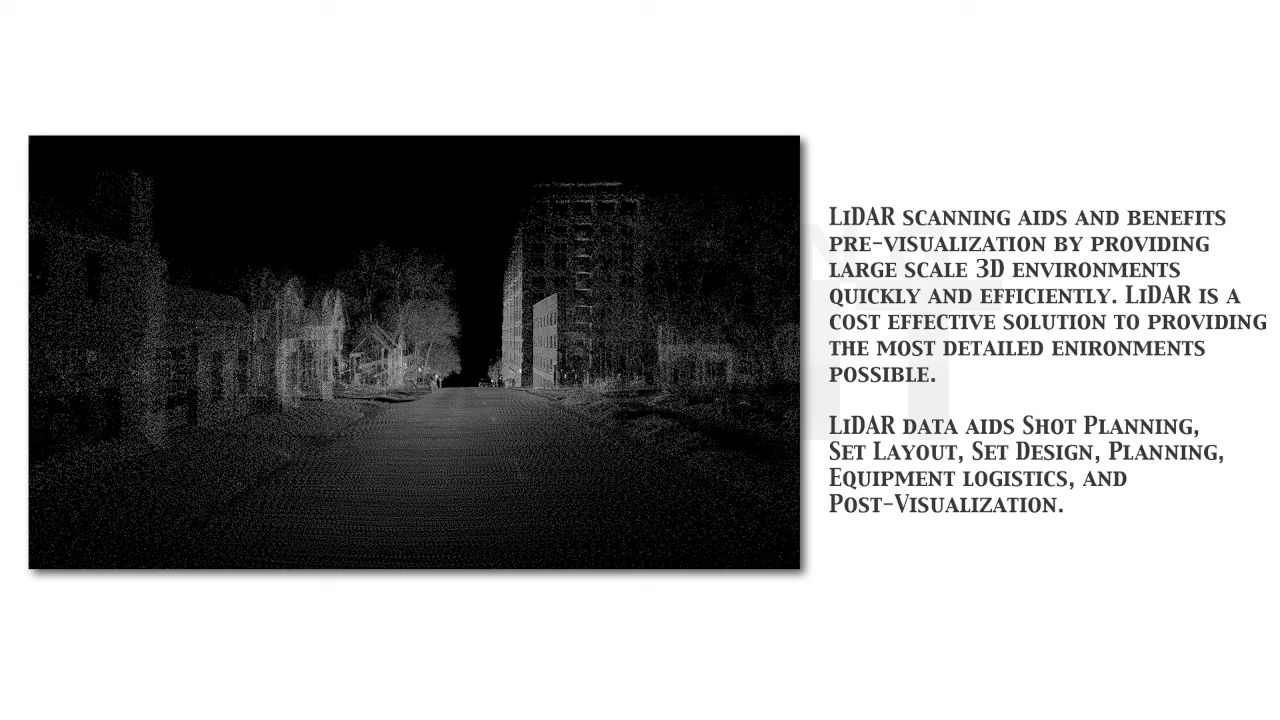 LiDAR scanning aids and benefits
pre-visualization by providing
large scale 3D environments
quickly and efficiently. LiDAR is a
cost effective solution to providing
the most detailed enironments
possible.
LiDAR data aids Shot Planning,
Set Layout, Set Design, Planning,
Equipment logistics, and
Post-Visualization.